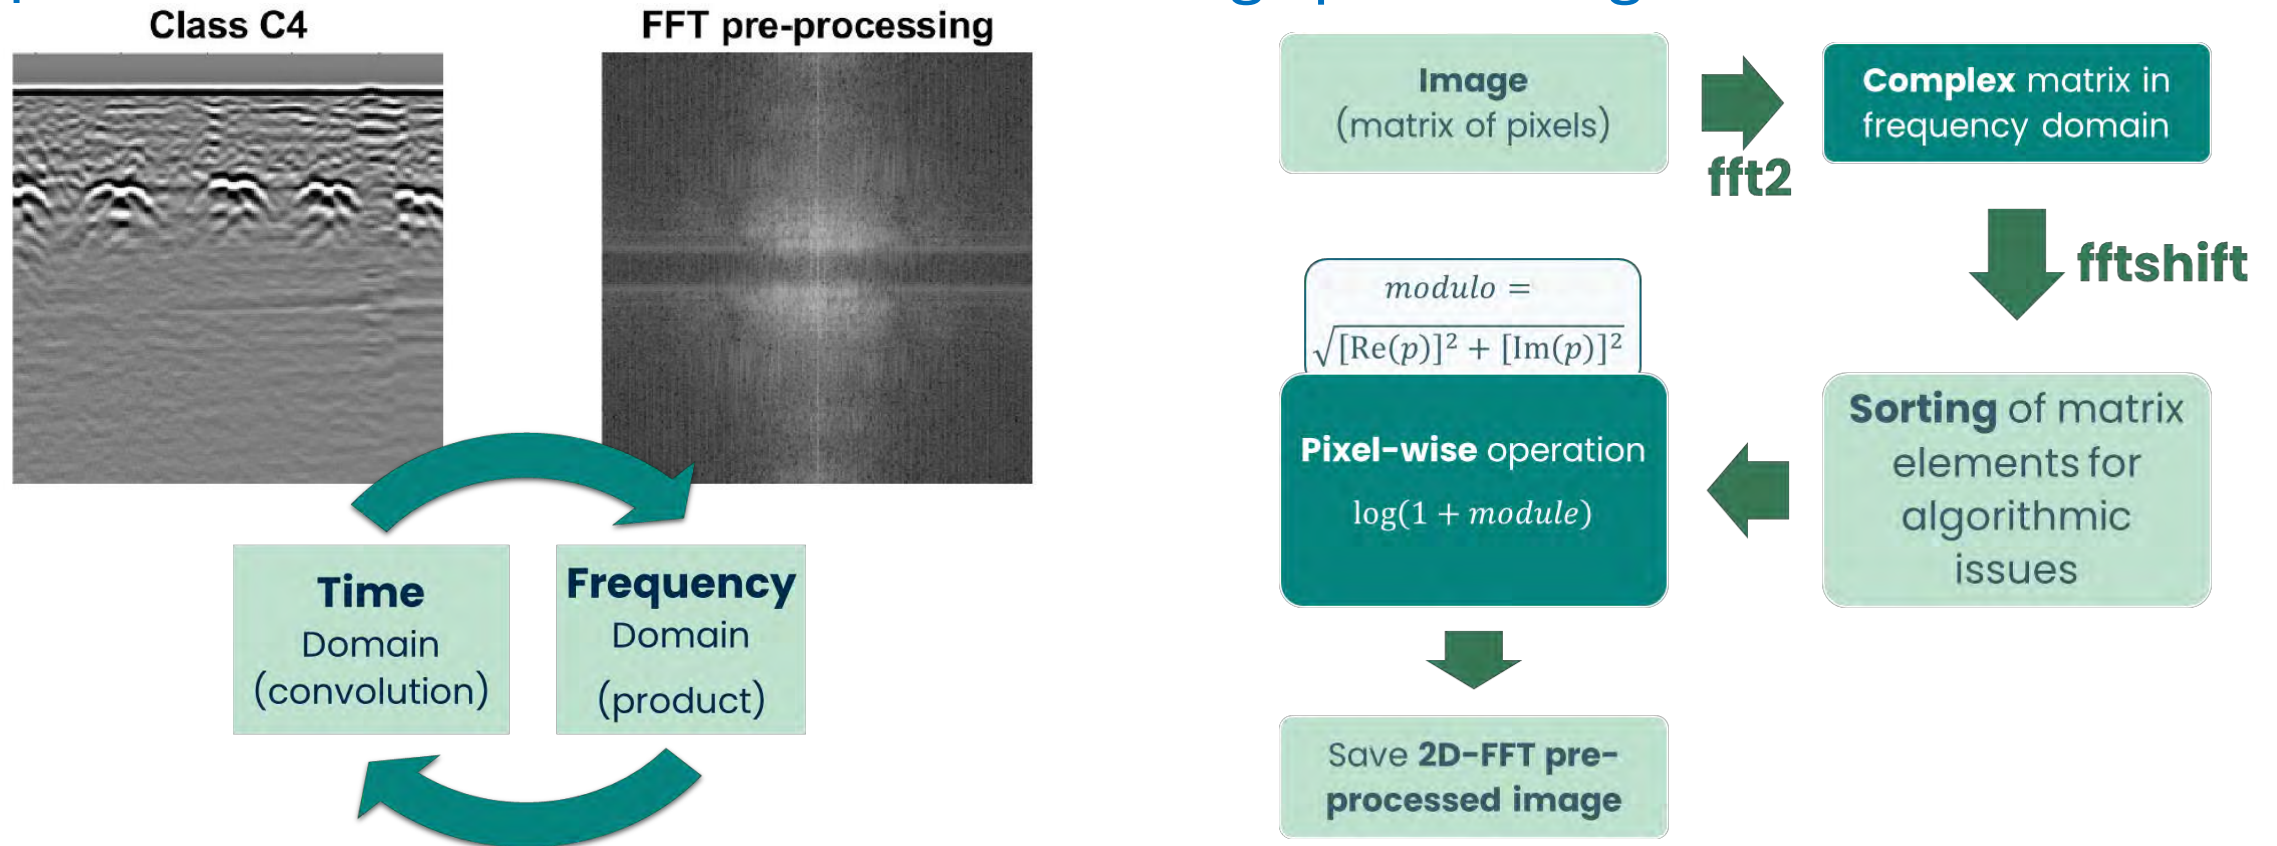 Class C4
FFT pre-processing
Time
Domain
(convolution)
Frequency
Domain
(product)
Image
(matrix of pixels)
fft2
Complex matrix in
frequency domain
fftshift
Sorting of matrix
elements for
algorithmic
issues
modulo =
√[Re(p)]² + [Im(p)]²
Pixel-wise operation
log(1 + module)
Save 2D-FFT pre-
processed image